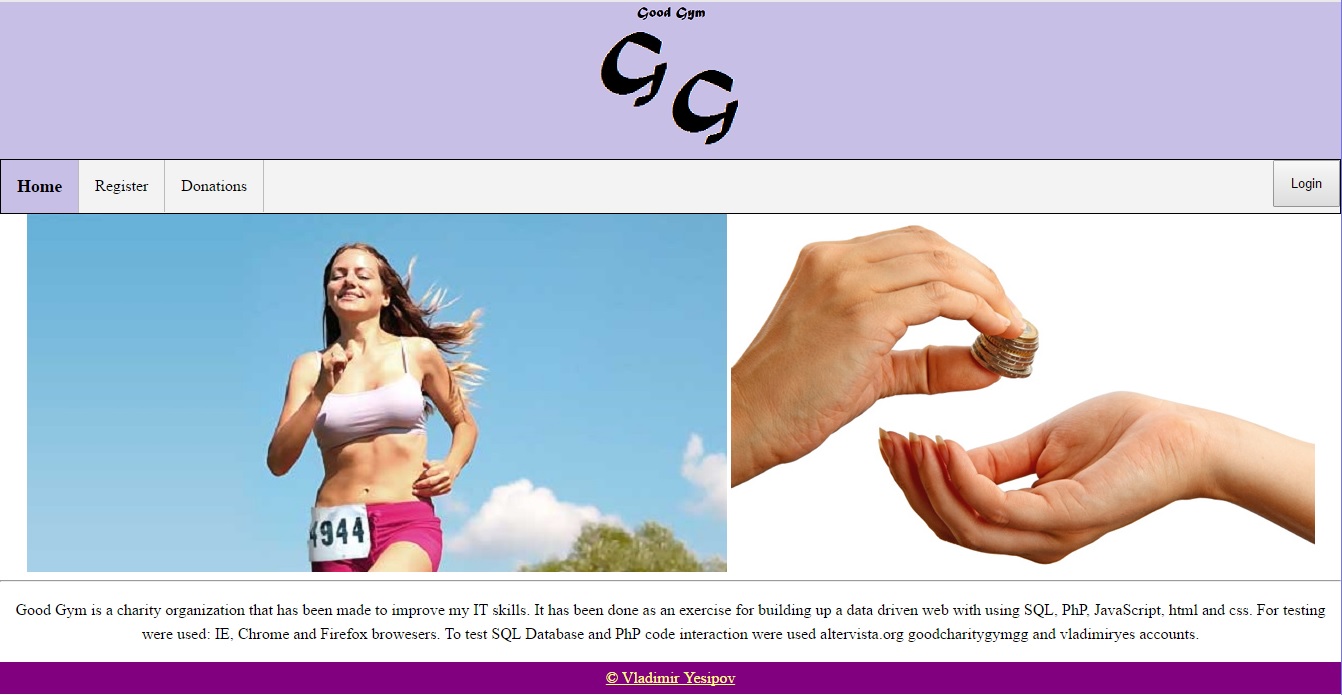 Good Gym
G
G
Home Register Donations Login
4944
Good Gym is a charity organization that has been made to improve my IT skills. It has been done as an exercise for building up a data driven web with using SQL, PhP, JavaScript, html and css. For testing
were used: IE, Chrome and Firefox browesers. To test SQL Database and PhP code interaction were used altervista.org goodcharitygymgg and vladimiryes accounts.
© Vladimir Yesipov